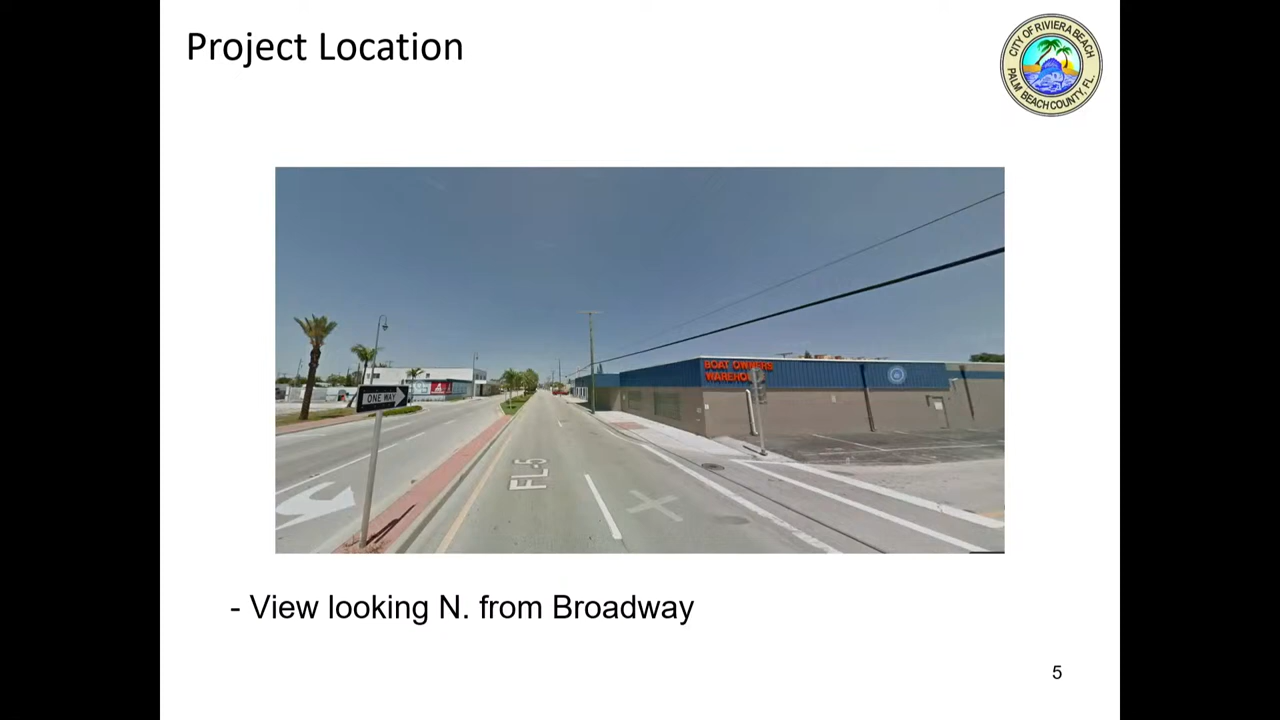 Project Location
CITY OF RIVIERA BEACH
PALM BEACH COUNTY, FL.
BOAT OWNERS
WAREHOU
ONE WAY
FL-5
- View looking N. from Broadway
5